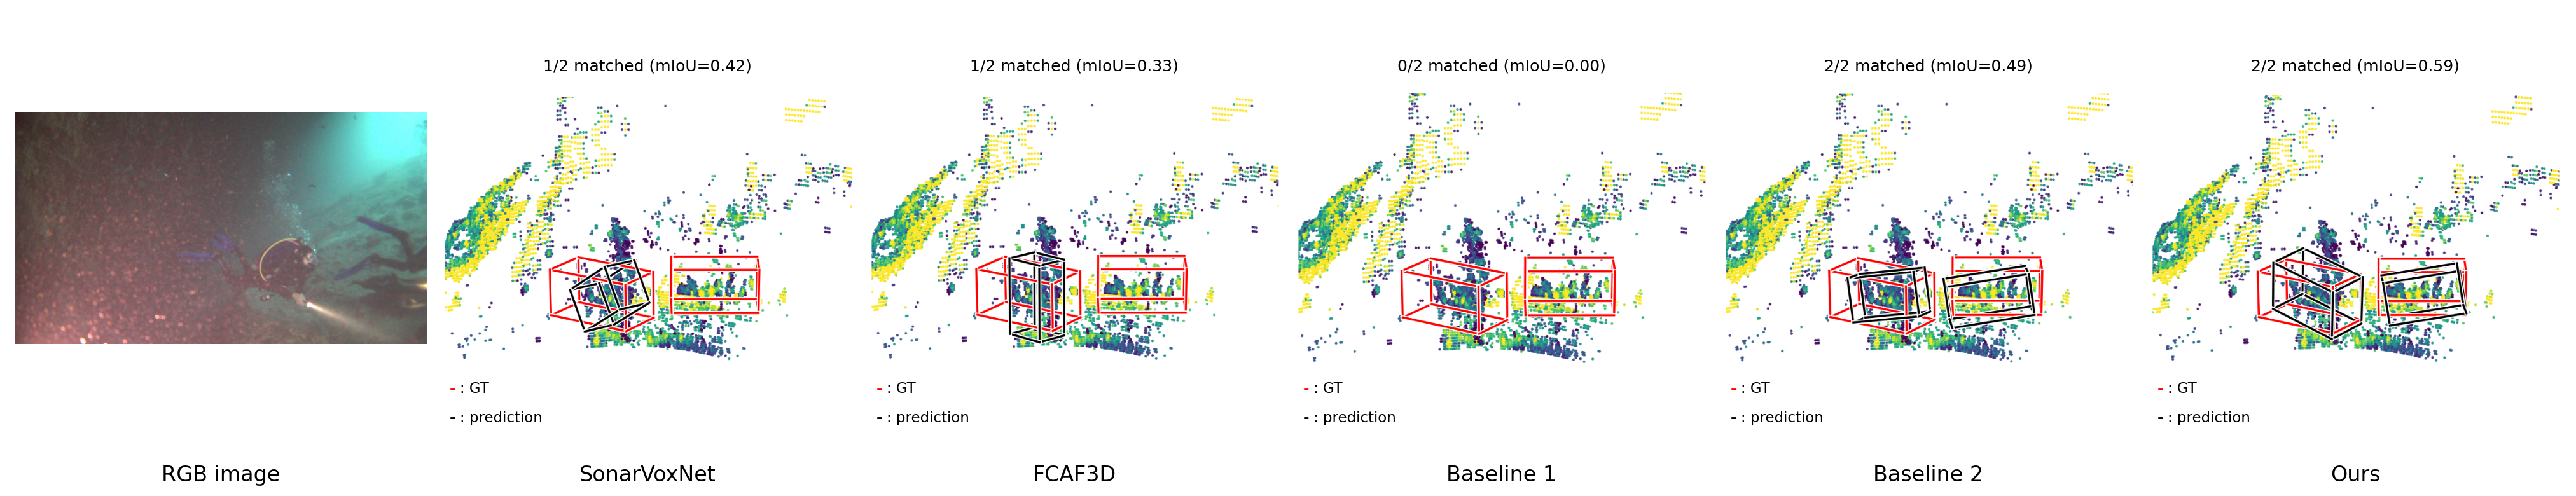 1/2 matched (mIoU=0.42)
1/2 matched (mIoU=0.33)
0/2 matched (mIoU=0.00)
2/2 matched (mIoU=0.49)
2/2 matched (mIoU=0.59)
- : GT
- : prediction
- : GT
- : prediction
- : GT
- : prediction
- : GT
- : prediction
- : GT
- : prediction
RGB image
SonarVoxNet
FCAF3D
Baseline 1
Baseline 2
Ours